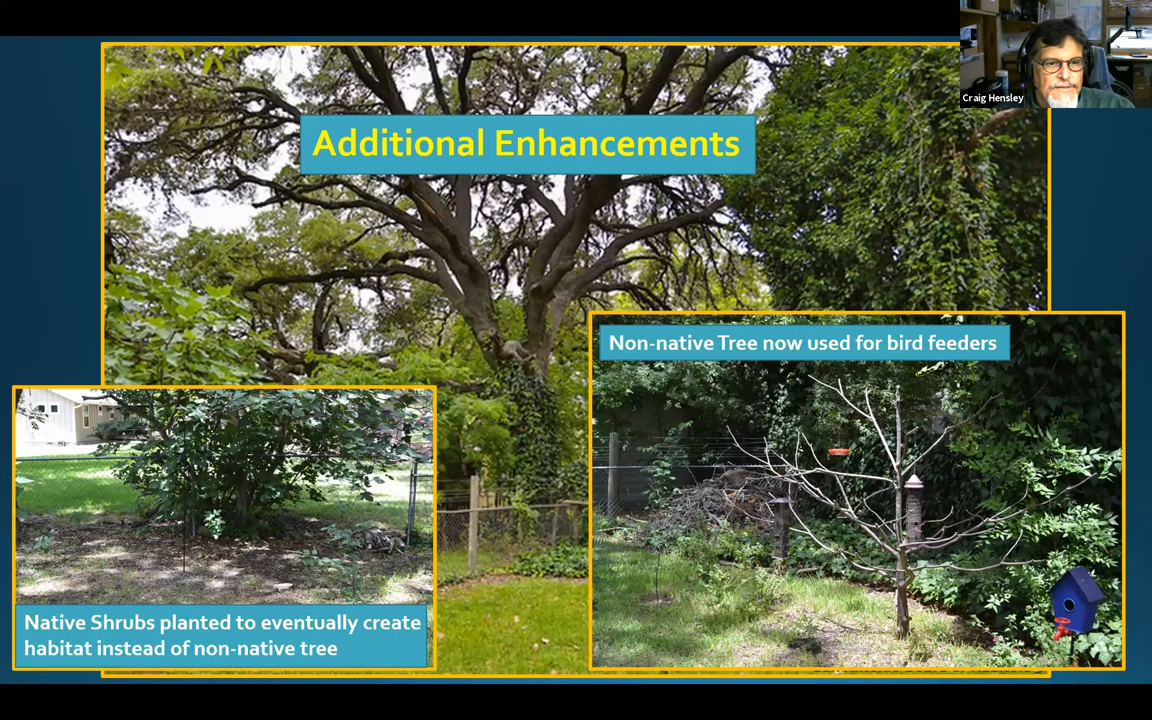 Craig Hensley
Additional Enhancements
Non-native Tree now used for bird feeders
Native Shrubs planted to eventually create
habitat instead of non-native tree